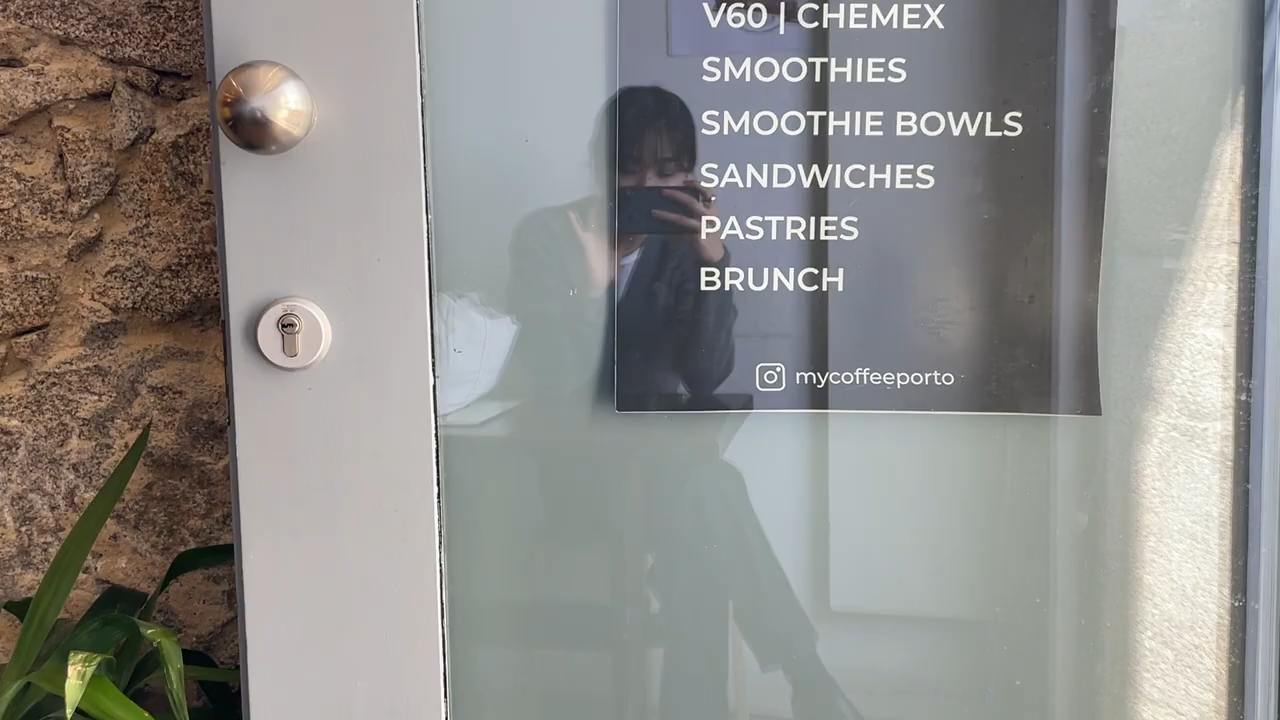 V60 | CHEMEX
SMOOTHIES
SMOOTHIE BOWLS
SANDWICHES
PASTRIES
BRUNCH
mycoffeeporto